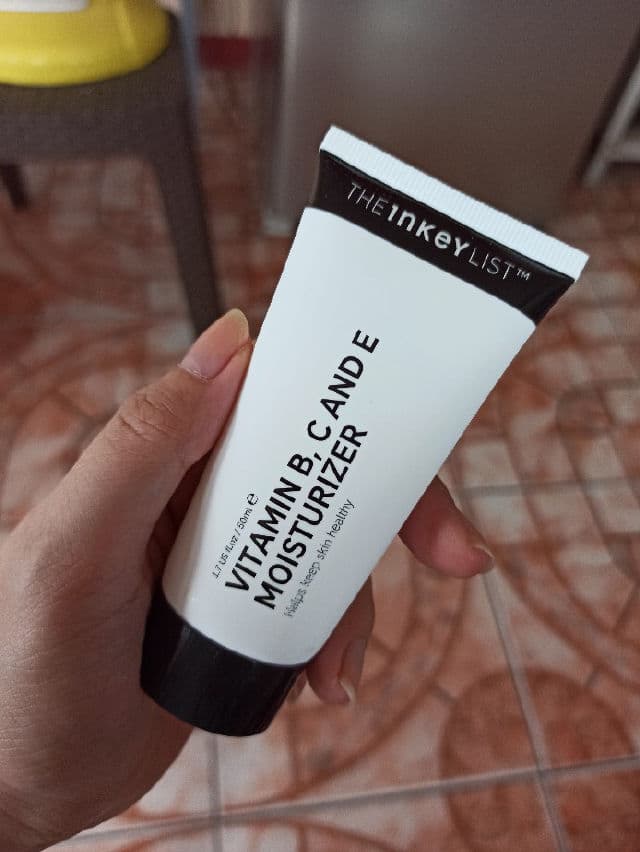 THE INKEY LIST™
VITAMIN B, C AND E
MOISTURIZER
Helps keep skin healthy
1.7 US fl.oz / 50ml e